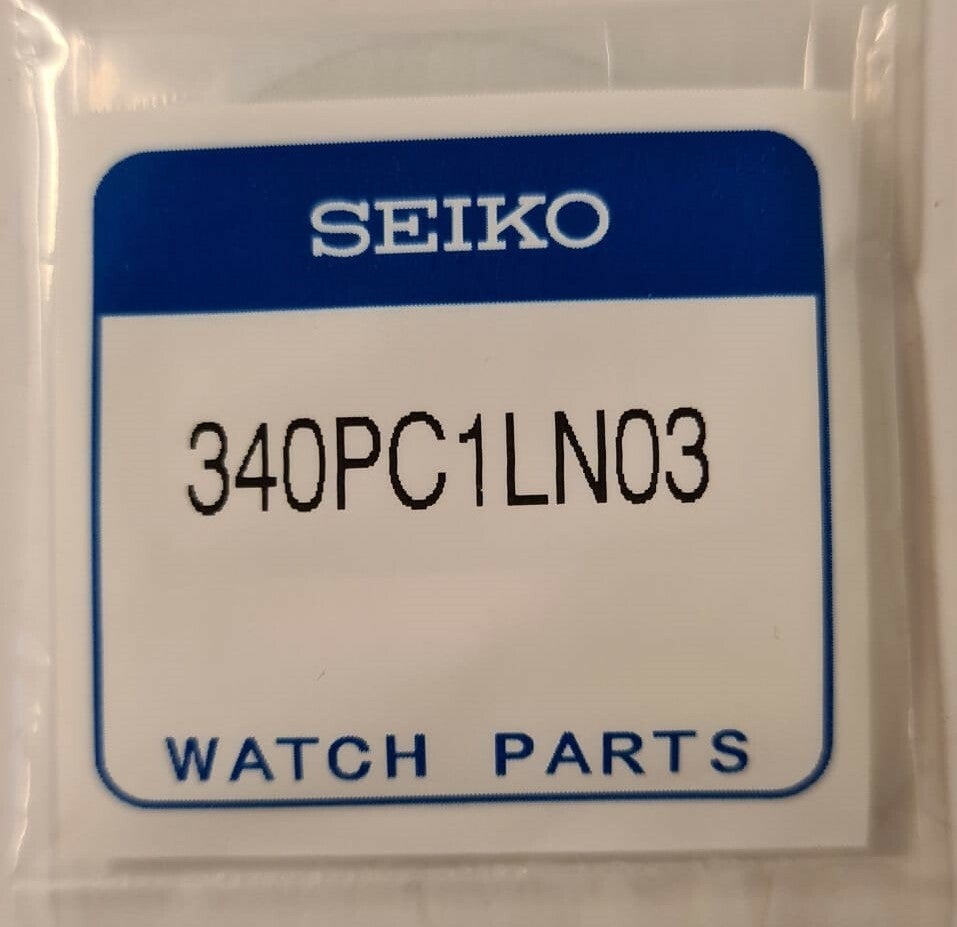 SEIKO
340PC1LN03
WATCH PARTS